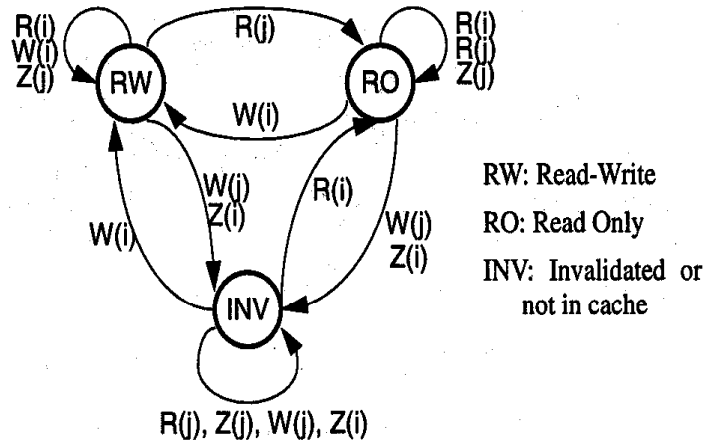 R(i)
W(i)
Z(j)
RW
R(j)
RO
R(i)
R(j)
Z(j)
W(i)
W(i)
W(j)
Z(i)
R(i)
W(j)
Z(i)
INV
R(j), Z(j), W(j), Z(i)
RW: Read-Write
RO: Read Only
INV: Invalidated or
not in cache